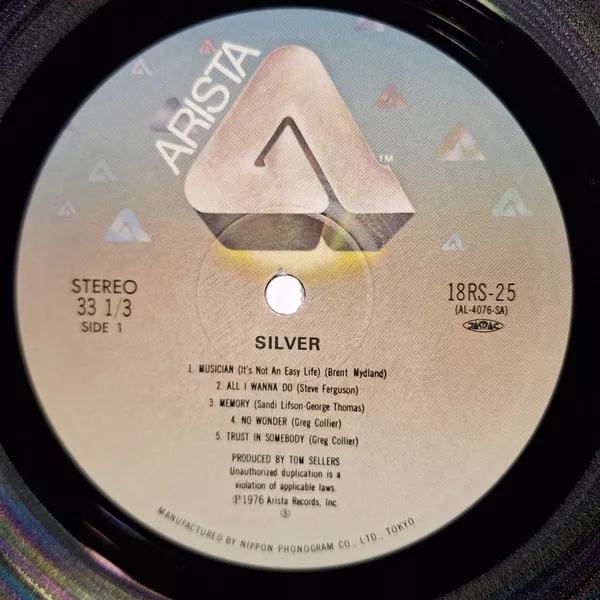 ARISTA
TM
STEREO
33 1/3
SIDE 1
18RS-25
(AL-4076-SA)
JASRAC
SILVER
1. MUSICIAN (It's Not An Easy Life) (Brent Mydland)
2. ALL I WANNA DO (Steve Ferguson)
3. MEMORY (Sandi Lifson-George Thomas)
4. NO WONDER (Greg Collier)
5. TRUST IN SOMEBODY (Greg Collier)
PRODUCED BY TOM SELLERS
Unauthorized duplication is a
violation of applicable laws.
Ⓟ1976 Arista Records, Inc.
Ⓢ
MANUFACTURED BY NIPPON PHONOGRAM CO., LTD., TOKYO